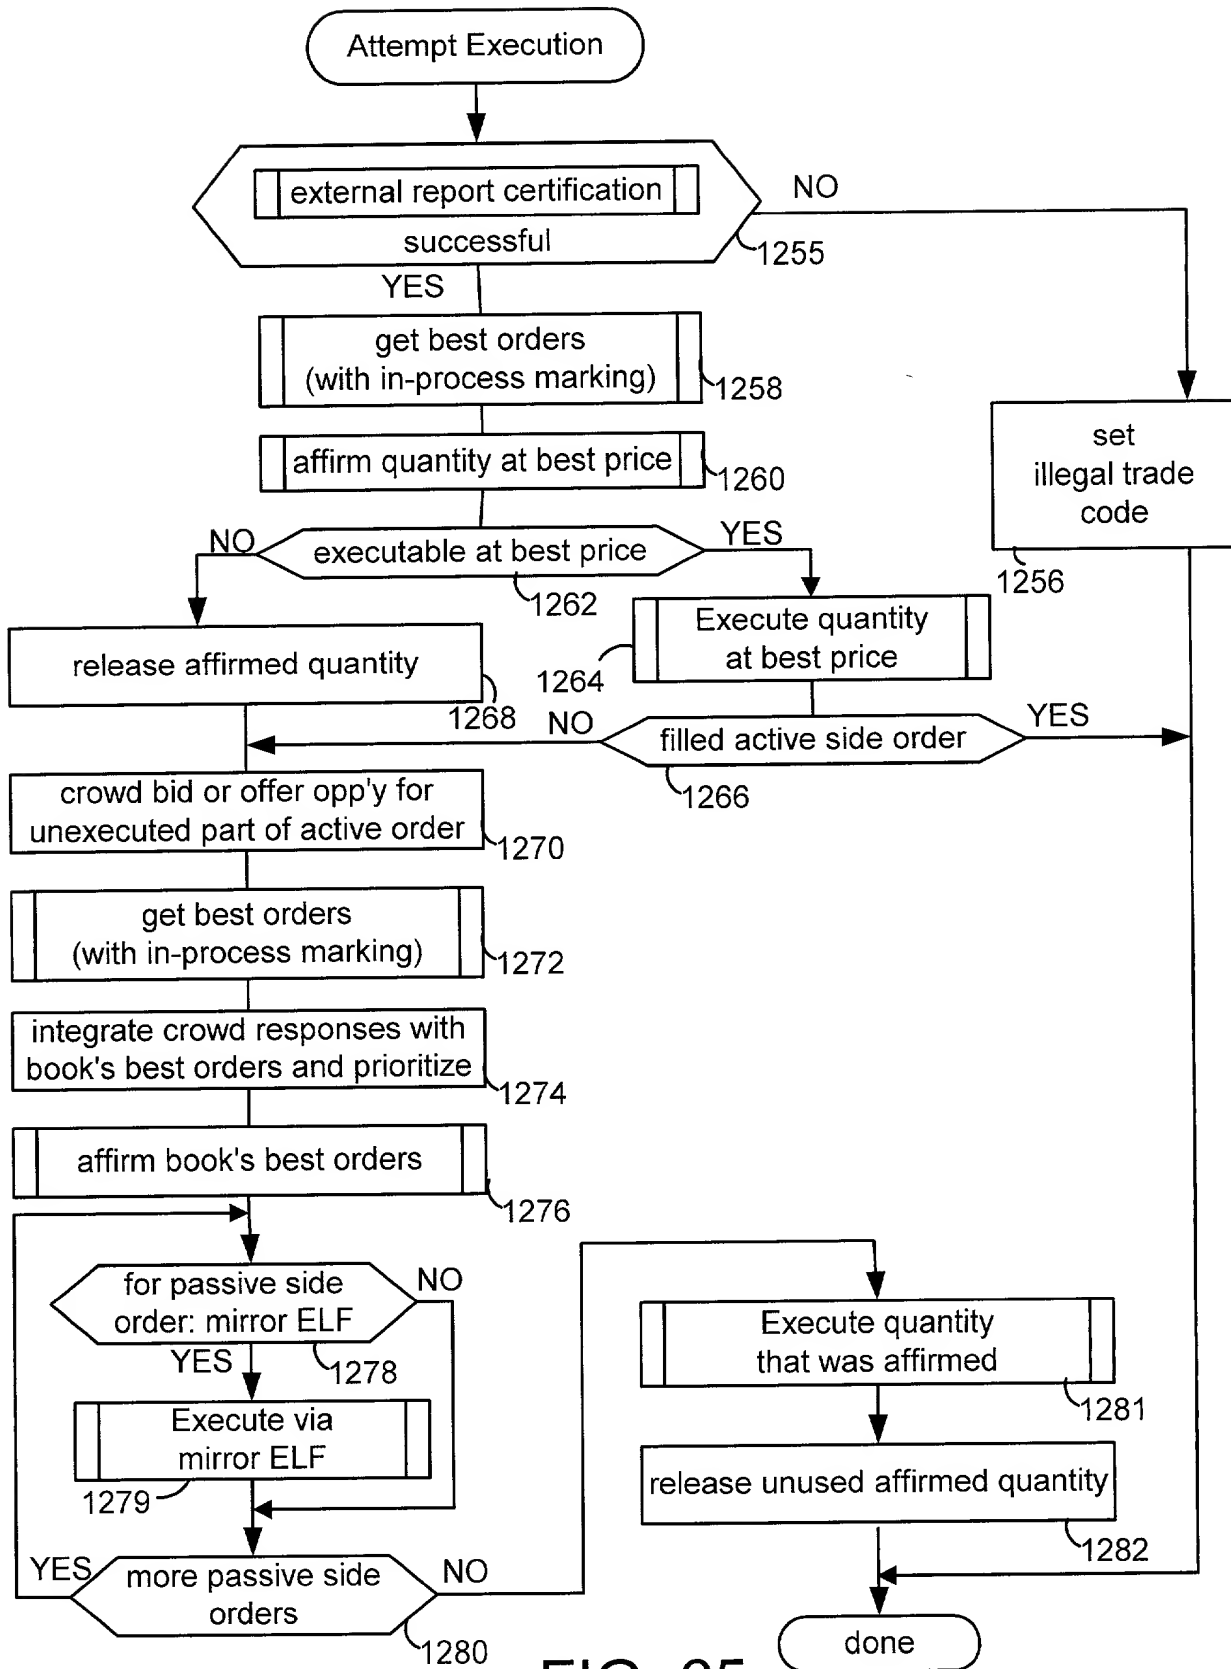 Attempt Execution
external report certification
successful
NO
1255
YES
get best orders
(with in-process marking)
1258
affirm quantity at best price
1260
set
illegal trade
code
1256
NO
executable at best price
YES
1262
Execute quantity
at best price
1264
release affirmed quantity
1268
NO
filled active side order
YES
1266
crowd bid or offer opp'y for
unexecuted part of active order
1270
get best orders
(with in-process marking)
1272
integrate crowd responses with
book's best orders and prioritize
1274
affirm book's best orders
1276
for passive side
order: mirror ELF
NO
YES
1278
Execute via
mirror ELF
1279
YES
more passive side
orders
NO
1280
Execute quantity
that was affirmed
1281
release unused affirmed quantity
1282
done